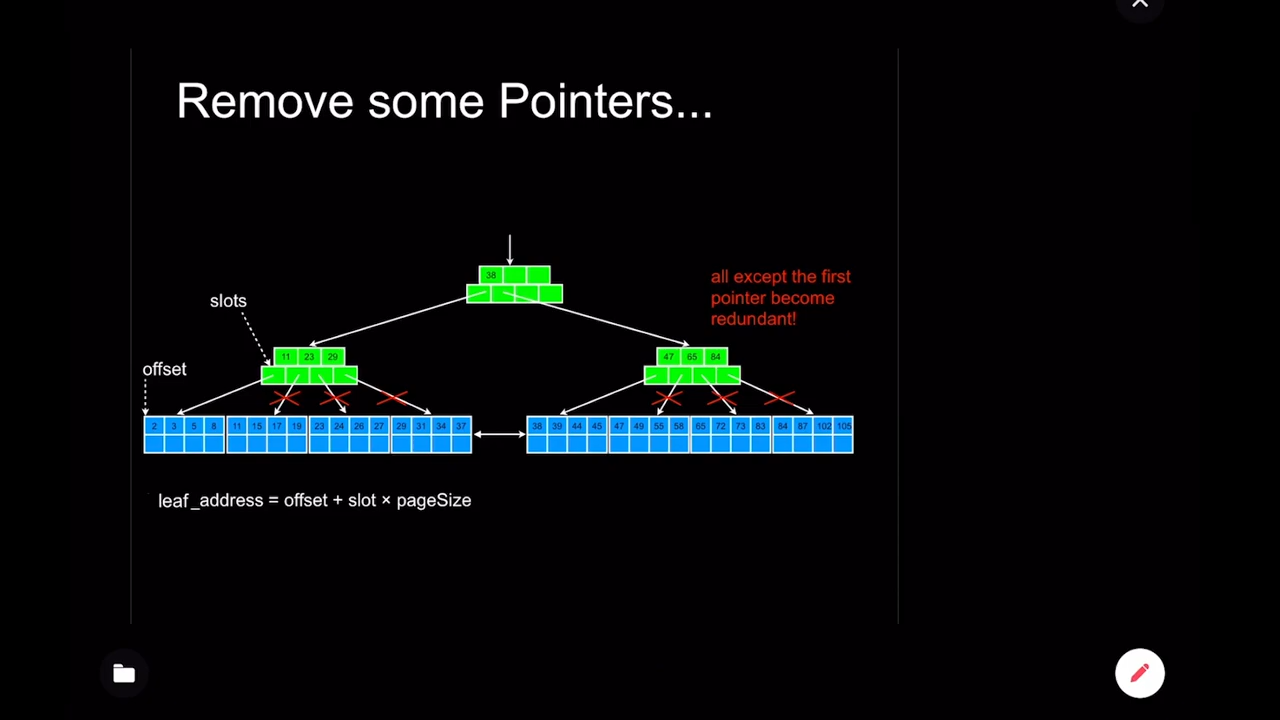 Remove some Pointers...
38
all except the first
pointer become
redundant!
slots
11 23 29
47 65 84
offset
2 3 5 8 11 15 17 19 23 24 26 27 29 31 34 37
38 39 44 45 47 49 55 58 65 72 73 83 84 87 102 105
leaf_address = offset + slot × pageSize